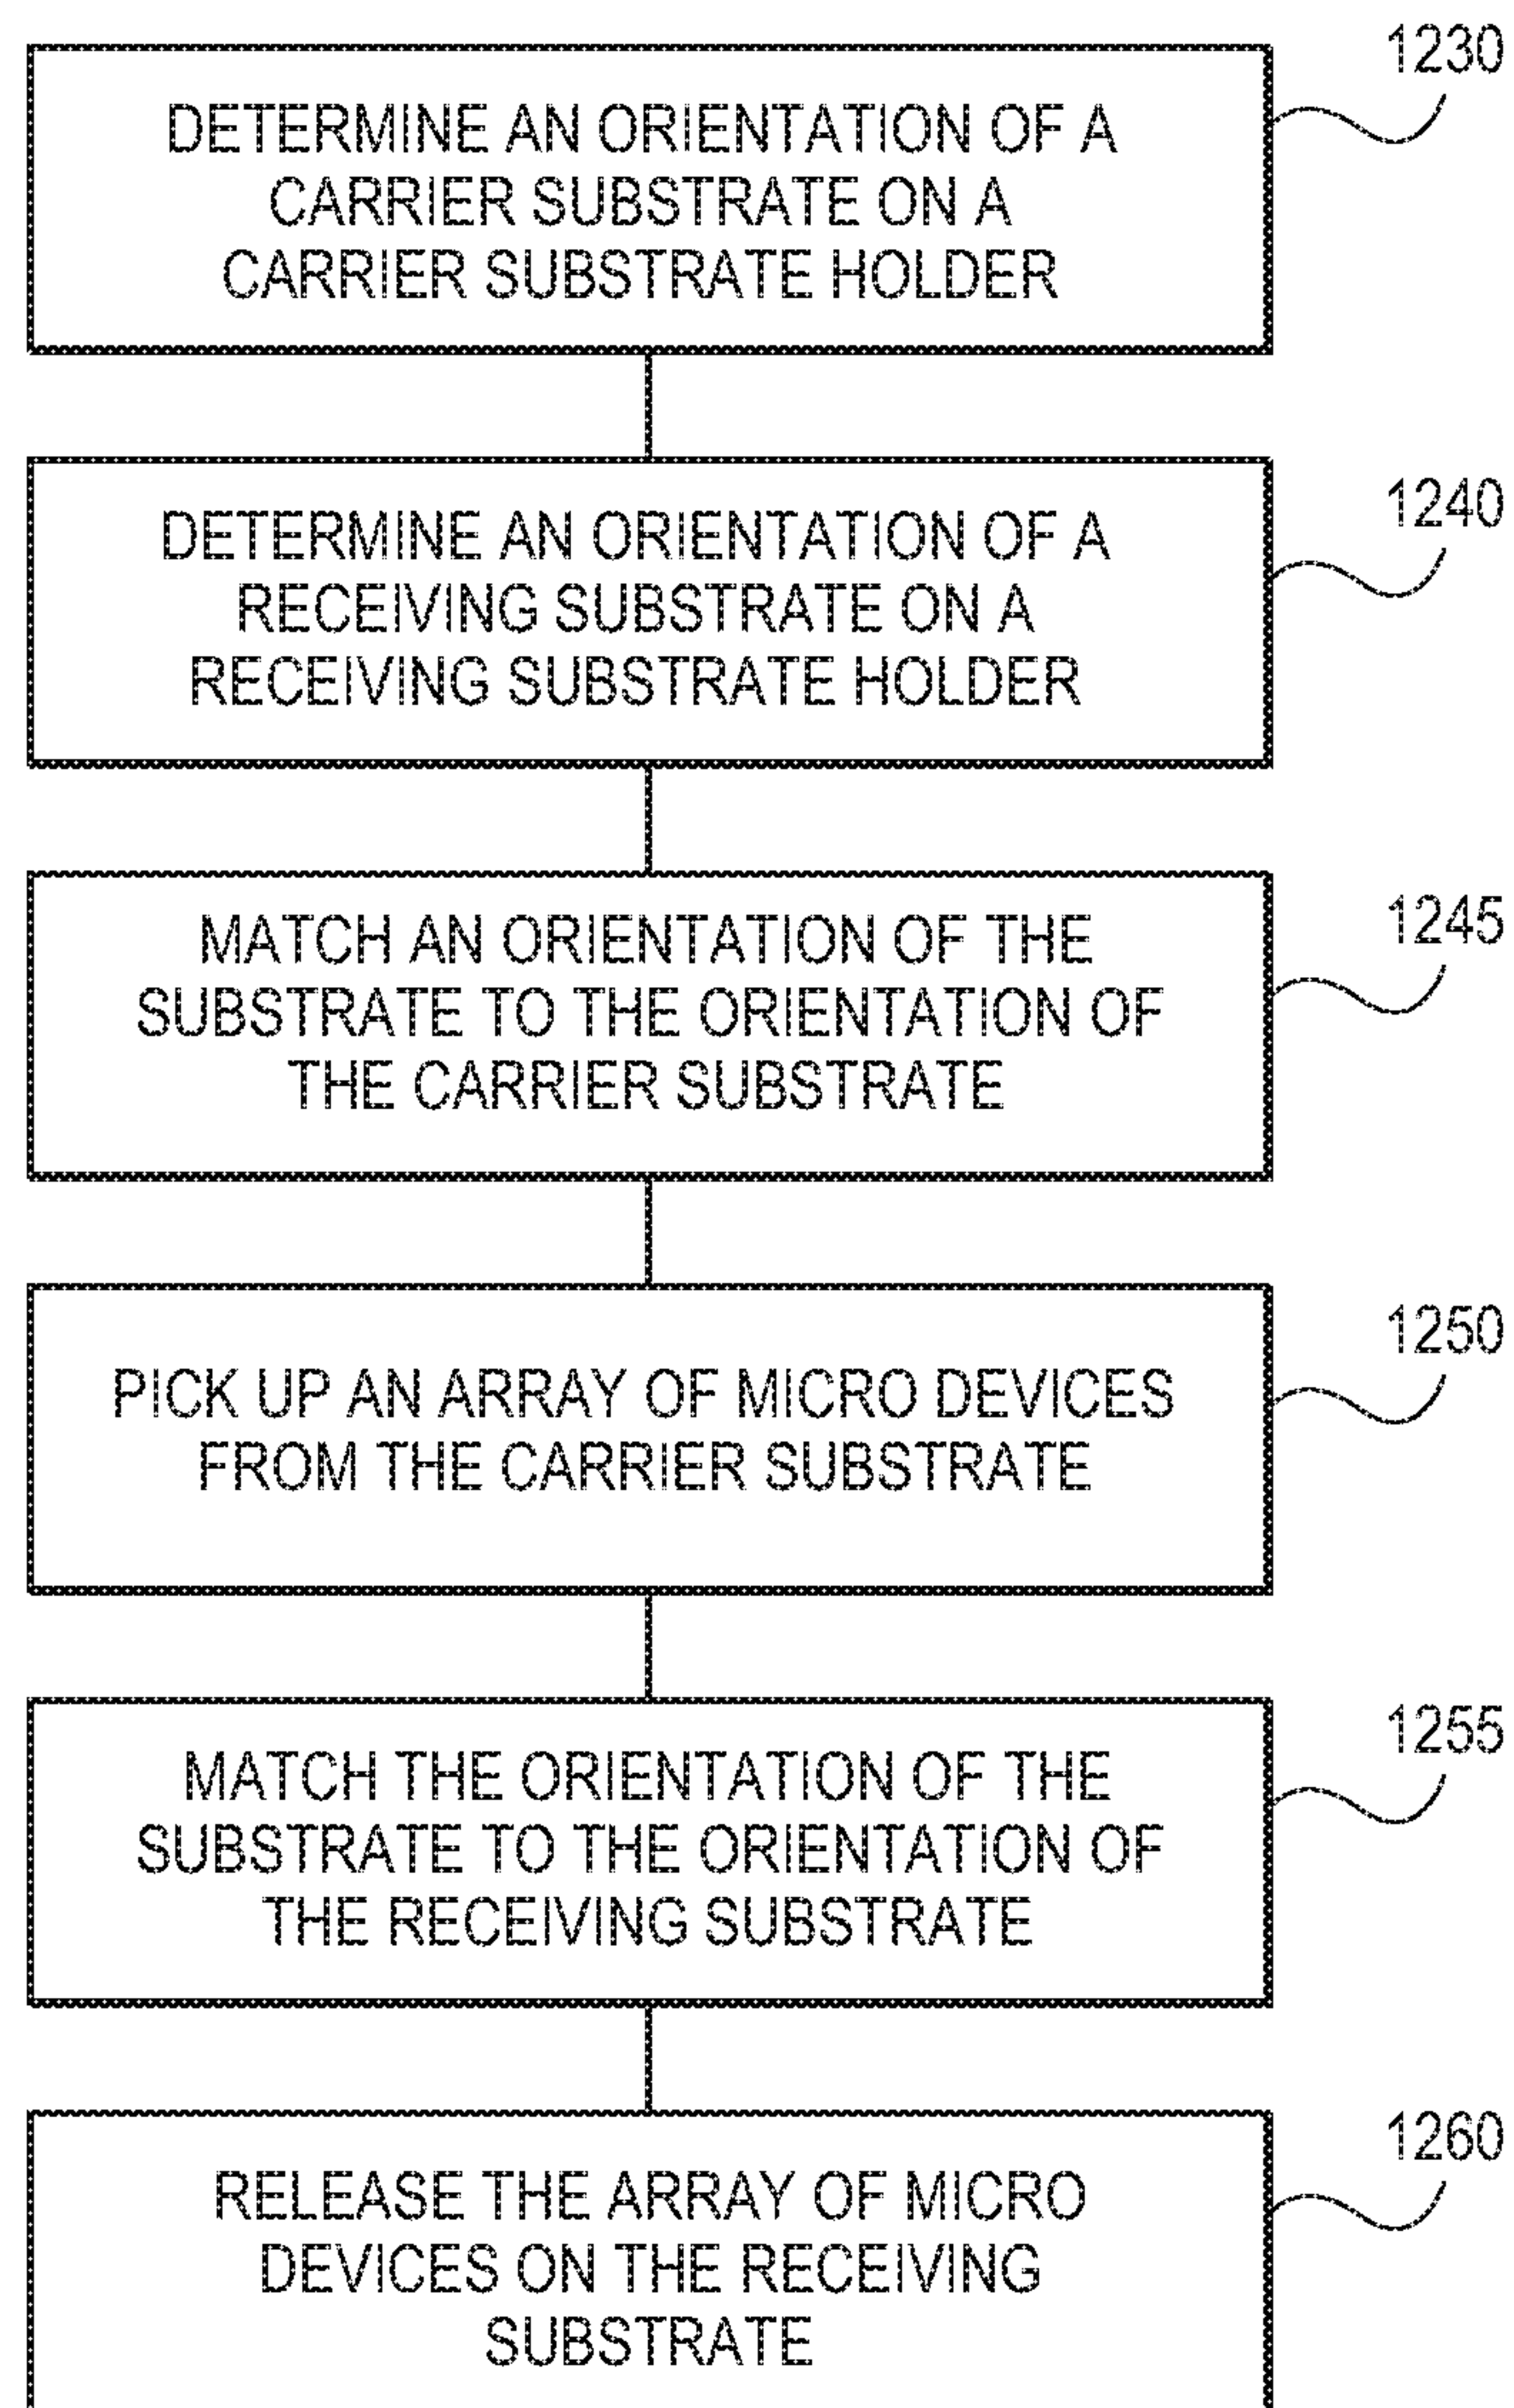 1230
DETERMINE AN ORIENTATION OF A
CARRIER SUBSTRATE ON A
CARRIER SUBSTRATE HOLDER
1240
DETERMINE AN ORIENTATION OF A
RECEIVING SUBSTRATE ON A
RECEIVING SUBSTRATE HOLDER
1245
MATCH AN ORIENTATION OF THE
SUBSTRATE TO THE ORIENTATION OF
THE CARRIER SUBSTRATE
1250
PICK UP AN ARRAY OF MICRO DEVICES
FROM THE CARRIER SUBSTRATE
1255
MATCH THE ORIENTATION OF THE
SUBSTRATE TO THE ORIENTATION OF
THE RECEIVING SUBSTRATE
1260
RELEASE THE ARRAY OF MICRO
DEVICES ON THE RECEIVING
SUBSTRATE